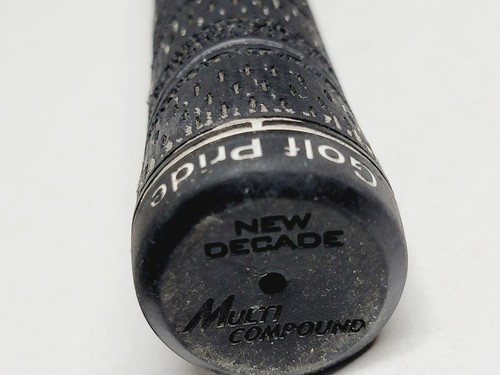 Golf Pride
NEW
DECADE
MULTI
COMPOUND